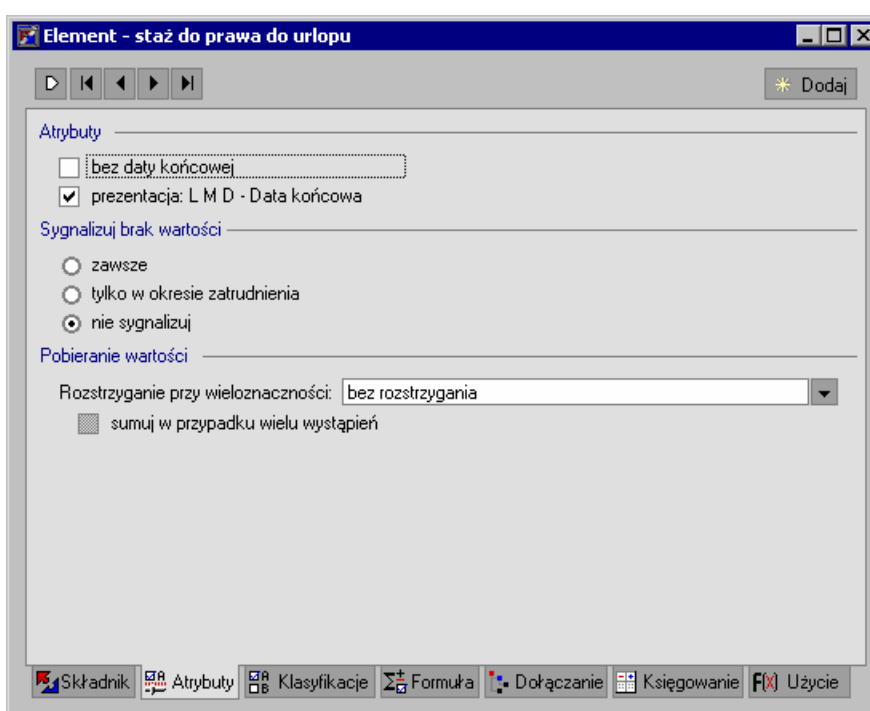 Element - staż do prawa do urlopu
Dodaj
Atrybuty
bez daty końcowej
prezentacja: L M D - Data końcowa
Sygnalizuj brak wartości
zawsze
tylko w okresie zatrudnienia
nie sygnalizuj
Pobieranie wartości
Rozstrzyganie przy wieloznaczności: bez rozstrzygania
sumuj w przypadku wielu wystąpień
Składnik Atrybuty Klasyfikacje Formuła Dołączanie Księgowanie F(X) Użycie